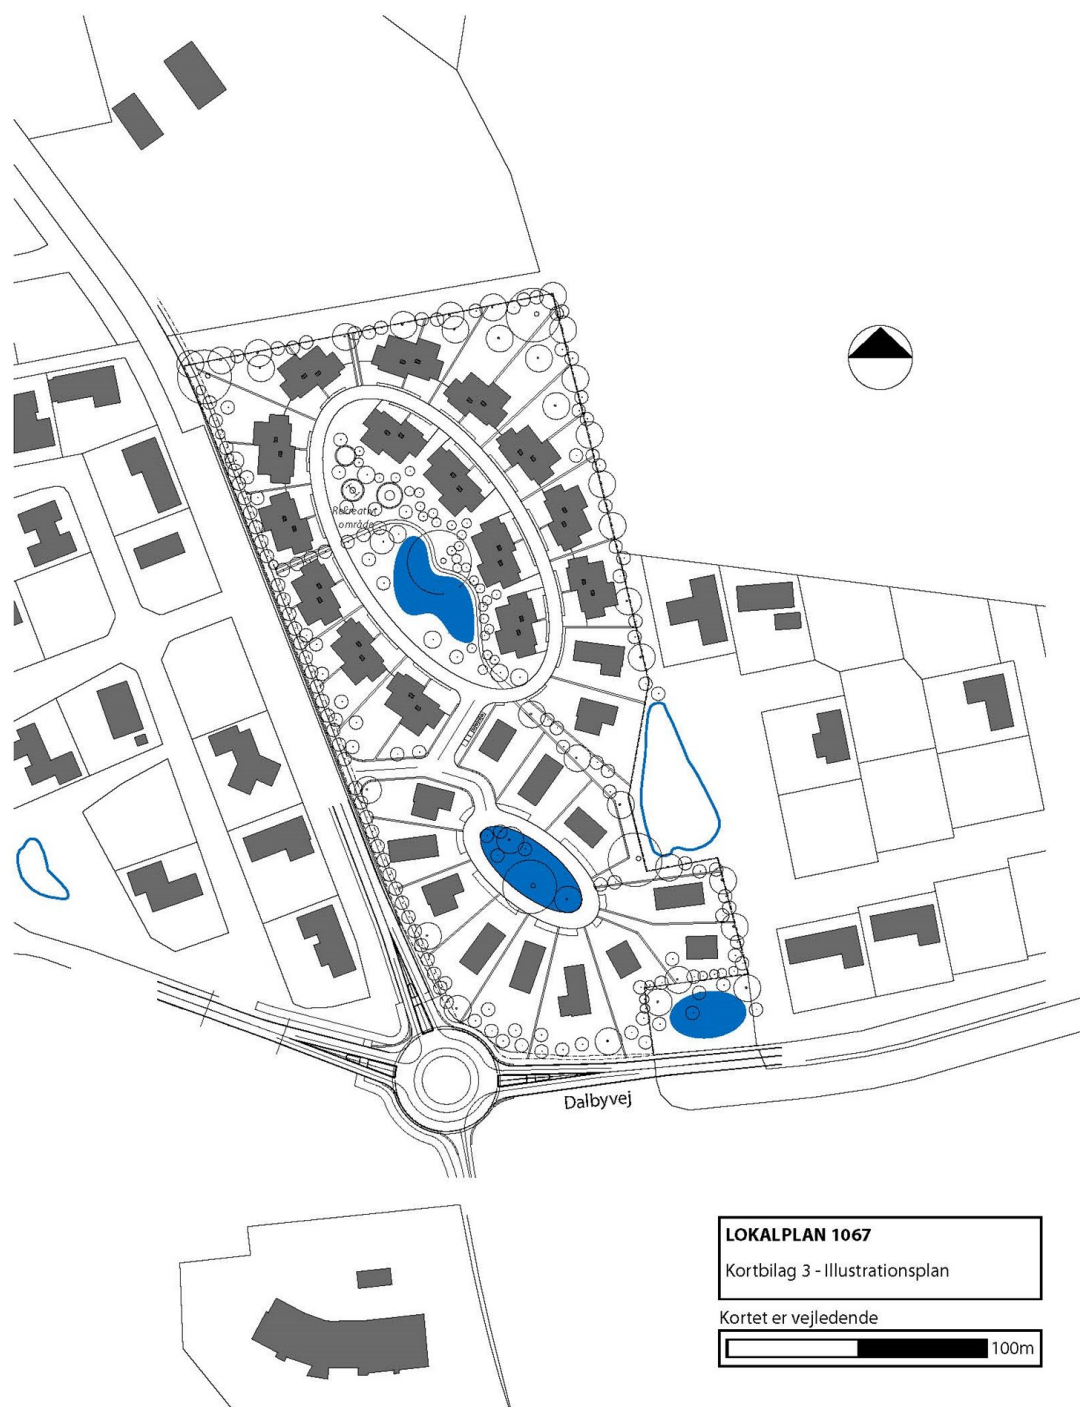 Rekreativt
område
Dalbyvej
LOKALPLAN 1067
Kortbilag 3 - Illustrationsplan
Kortet er vejledende
100m